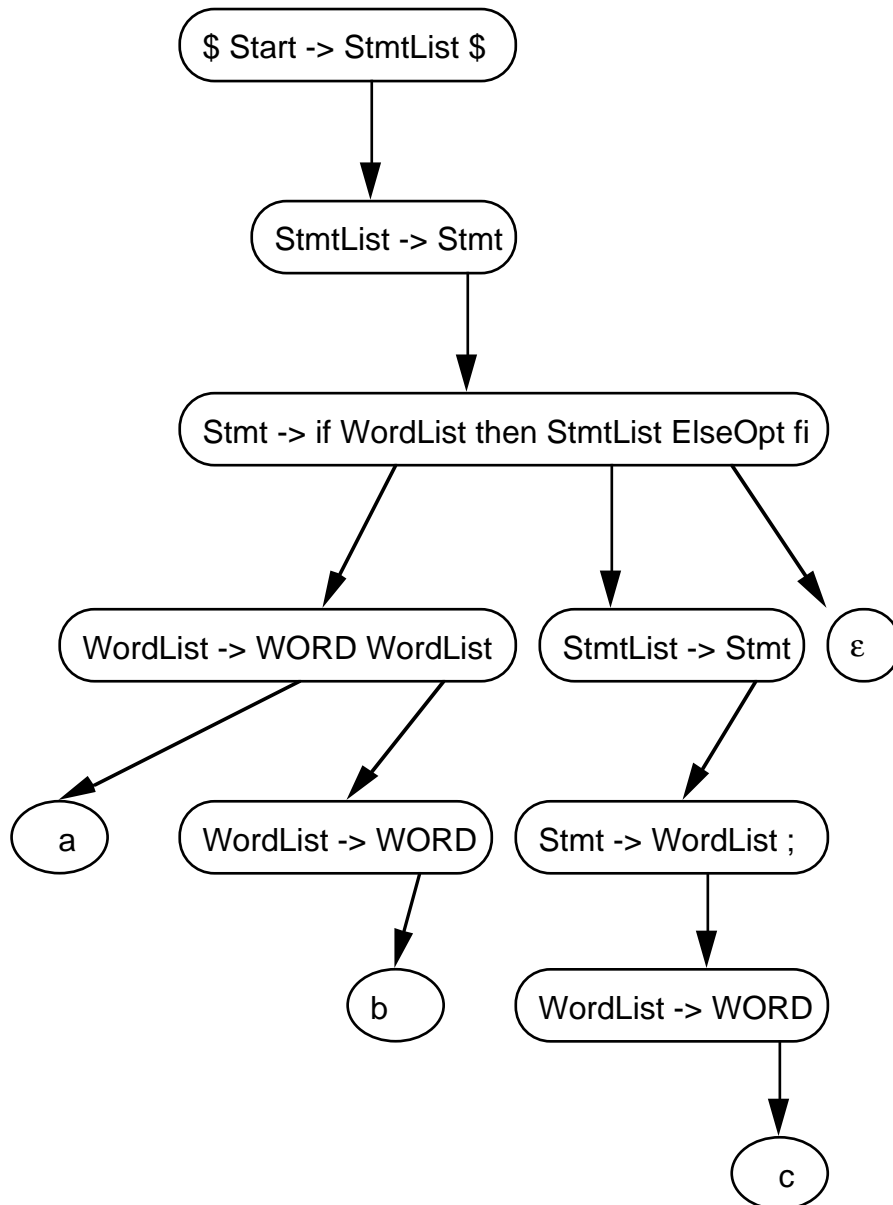 $ Start -> StmtList $
StmtList -> Stmt
Stmt -> if WordList then StmtList ElseOpt fi
WordList -> WORD WordList
StmtList -> Stmt
ε
a
WordList -> WORD
Stmt -> WordList ;
b
WordList -> WORD
c